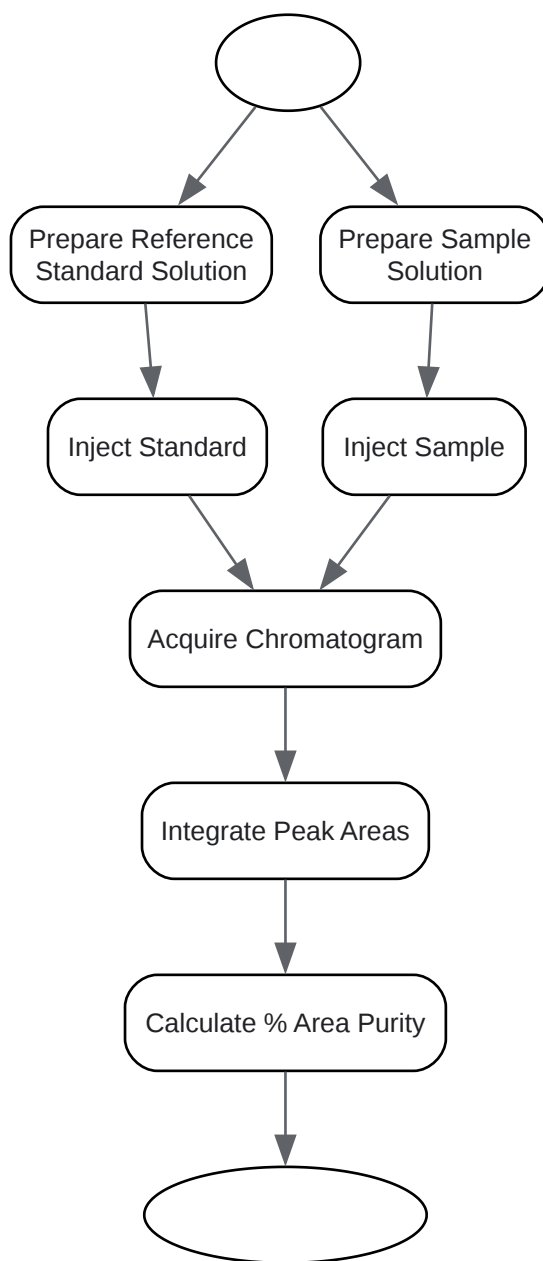 Prepare Reference
Standard Solution
Prepare Sample
Solution
Inject Standard
Inject Sample
Acquire Chromatogram
Integrate Peak Areas
Calculate % Area Purity